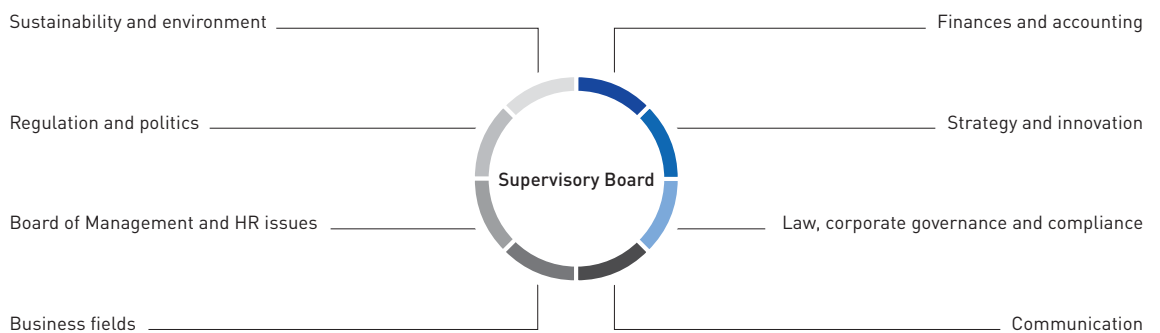 Sustainability and environment
Finances and accounting
Regulation and politics
Strategy and innovation
Supervisory Board
Board of Management and HR issues
Law, corporate governance and compliance
Business fields
Communication